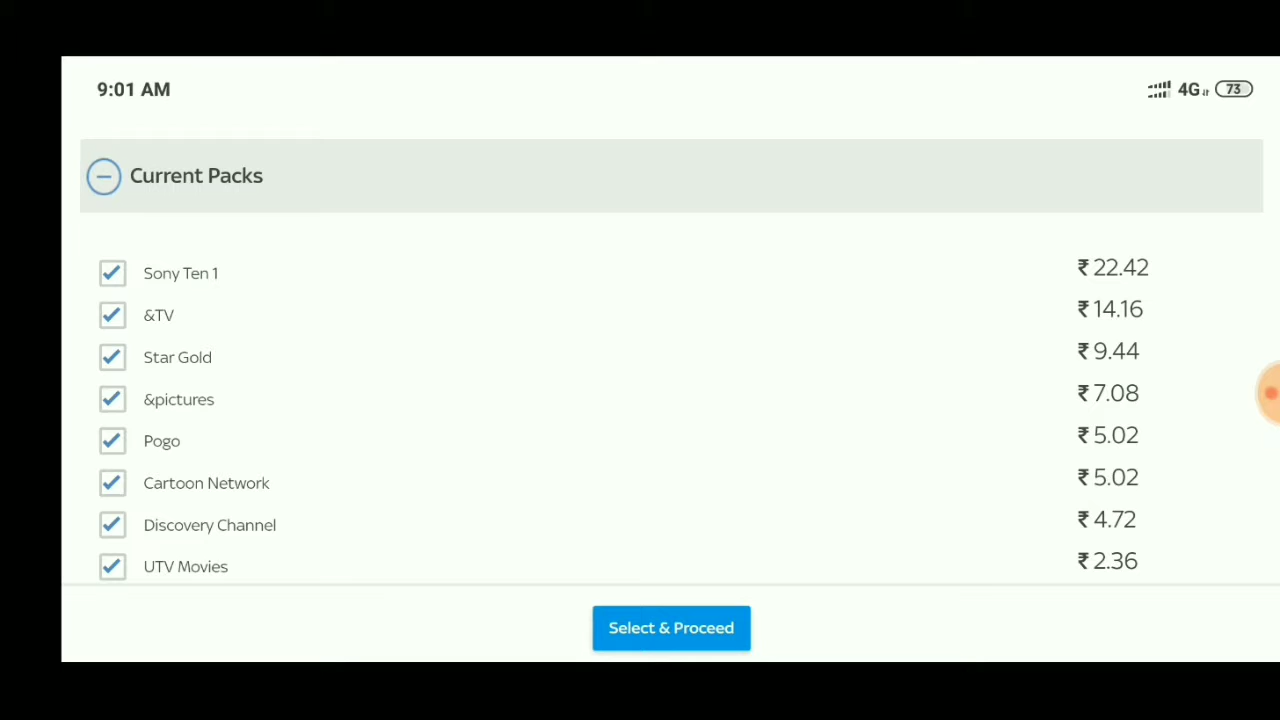 9:01 AM 4G 73
Current Packs
Sony Ten 1 ₹ 22.42
&TV ₹ 14.16
Star Gold ₹ 9.44
&pictures ₹ 7.08
Pogo ₹ 5.02
Cartoon Network ₹ 5.02
Discovery Channel ₹ 4.72
UTV Movies ₹ 2.36
Select & Proceed